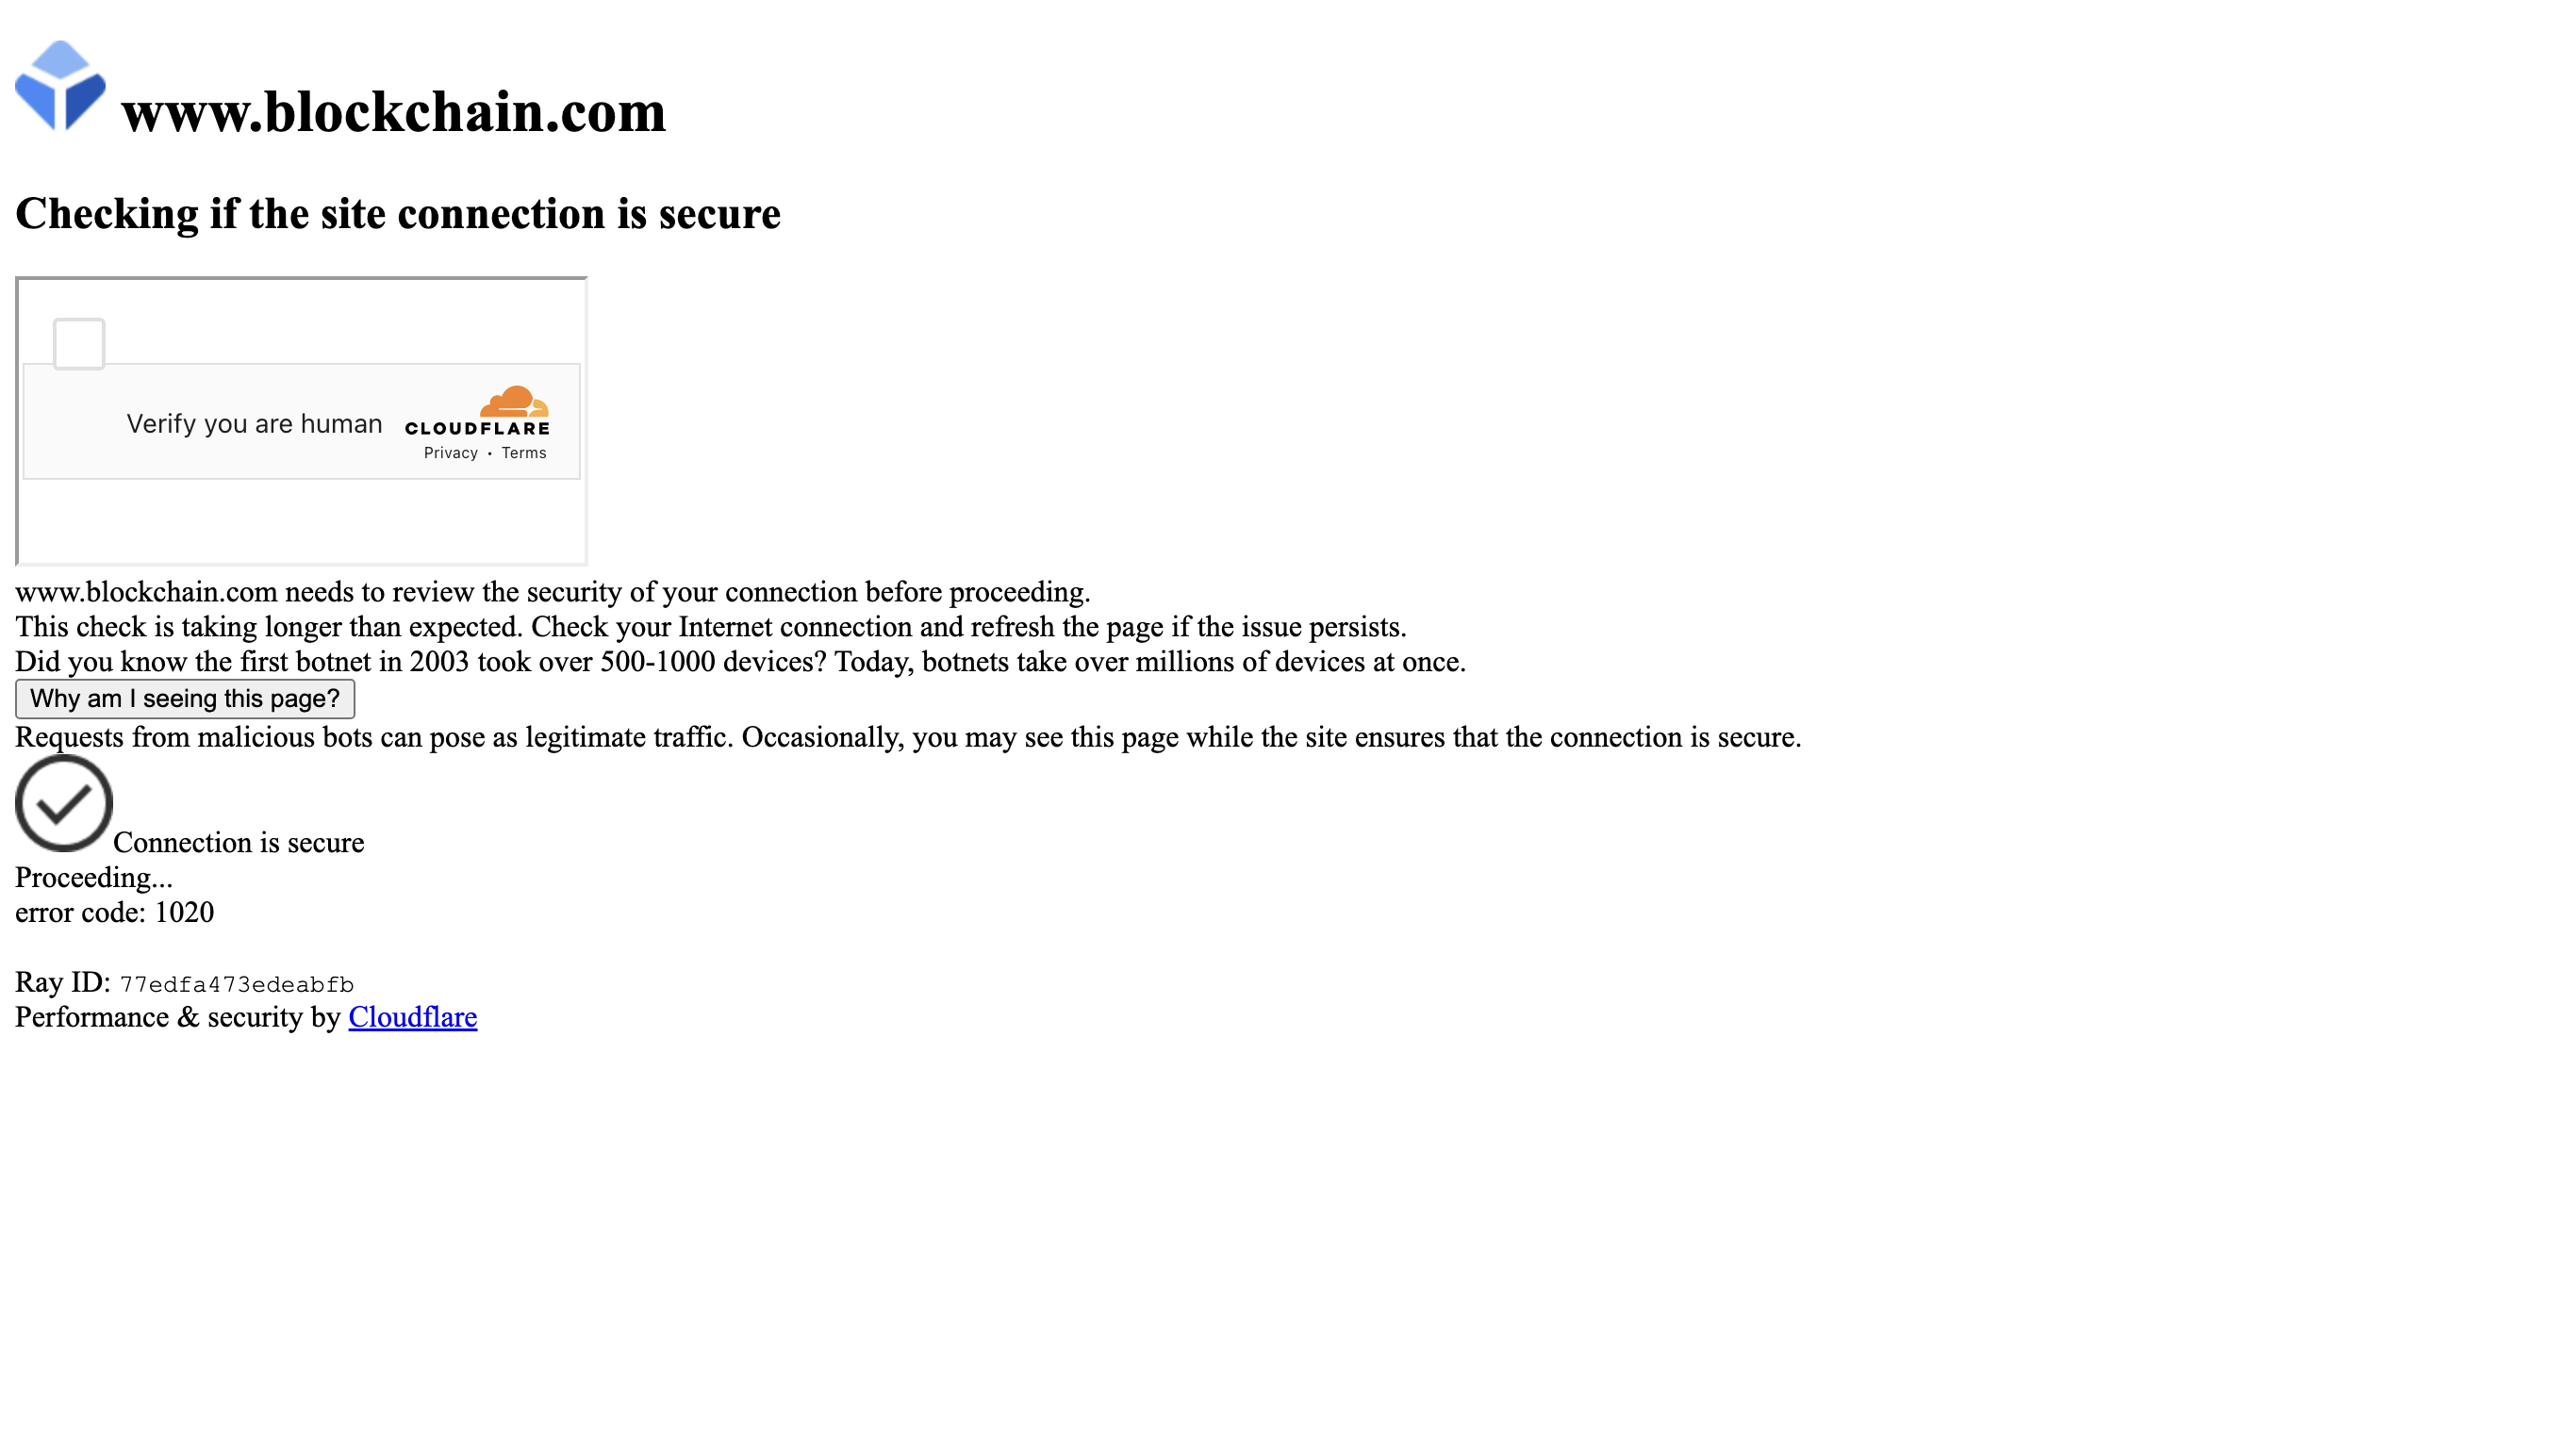 www.blockchain.com
Checking if the site connection is secure
Verify you are human
CLOUDFLARE
Privacy • Terms
www.blockchain.com needs to review the security of your connection before proceeding.
This check is taking longer than expected. Check your Internet connection and refresh the page if the issue persists.
Did you know the first botnet in 2003 took over 500-1000 devices? Today, botnets take over millions of devices at once.
Why am I seeing this page?
Requests from malicious bots can pose as legitimate traffic. Occasionally, you may see this page while the site ensures that the connection is secure.
Connection is secure
Proceeding...
error code: 1020
Ray ID: 77edfa473edeabfb
Performance & security by Cloudflare